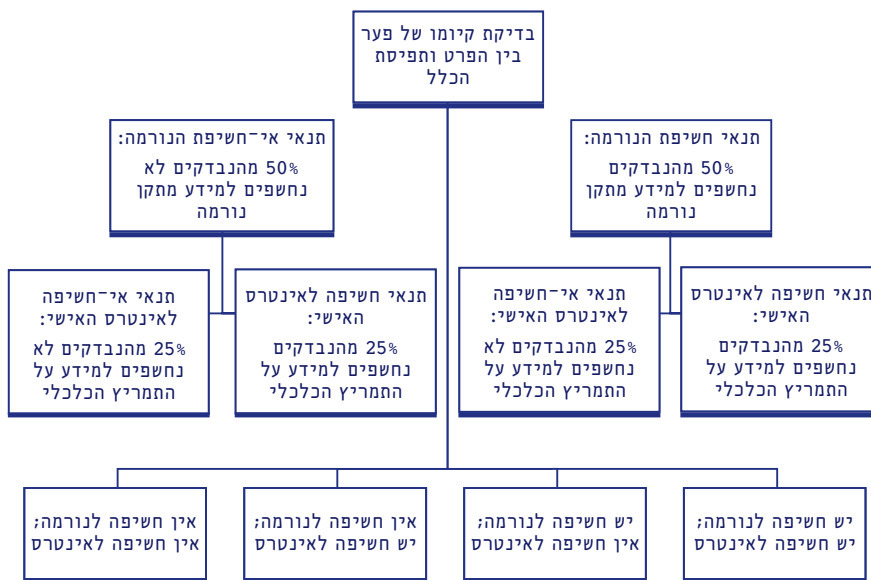 בדיקת קיומו של פער
בין הפרט ותפיסת
הכלל
תנאי חשיפת הנורמה:
50% מהנבדקים
נחשפים למידע מתקן
נורמה
תנאי אי־חשיפת הנורמה:
50% מהנבדקים לא
נחשפים למידע מתקן
נורמה
תנאי חשיפה לאינטרס
האישי:
25% מהנבדקים
נחשפים למידע על
התמריץ הכלכלי
תנאי אי־חשיפה
לאינטרס האישי:
25% מהנבדקים לא
נחשפים למידע על
התמריץ הכלכלי
תנאי חשיפה לאינטרס
האישי:
25% מהנבדקים
נחשפים למידע על
התמריץ הכלכלי
תנאי אי־חשיפה
לאינטרס האישי:
25% מהנבדקים לא
נחשפים למידע על
התמריץ הכלכלי
יש חשיפה לנורמה;
יש חשיפה לאינטרס
יש חשיפה לנורמה;
אין חשיפה לאינטרס
אין חשיפה לנורמה;
יש חשיפה לאינטרס
אין חשיפה לנורמה;
אין חשיפה לאינטרס